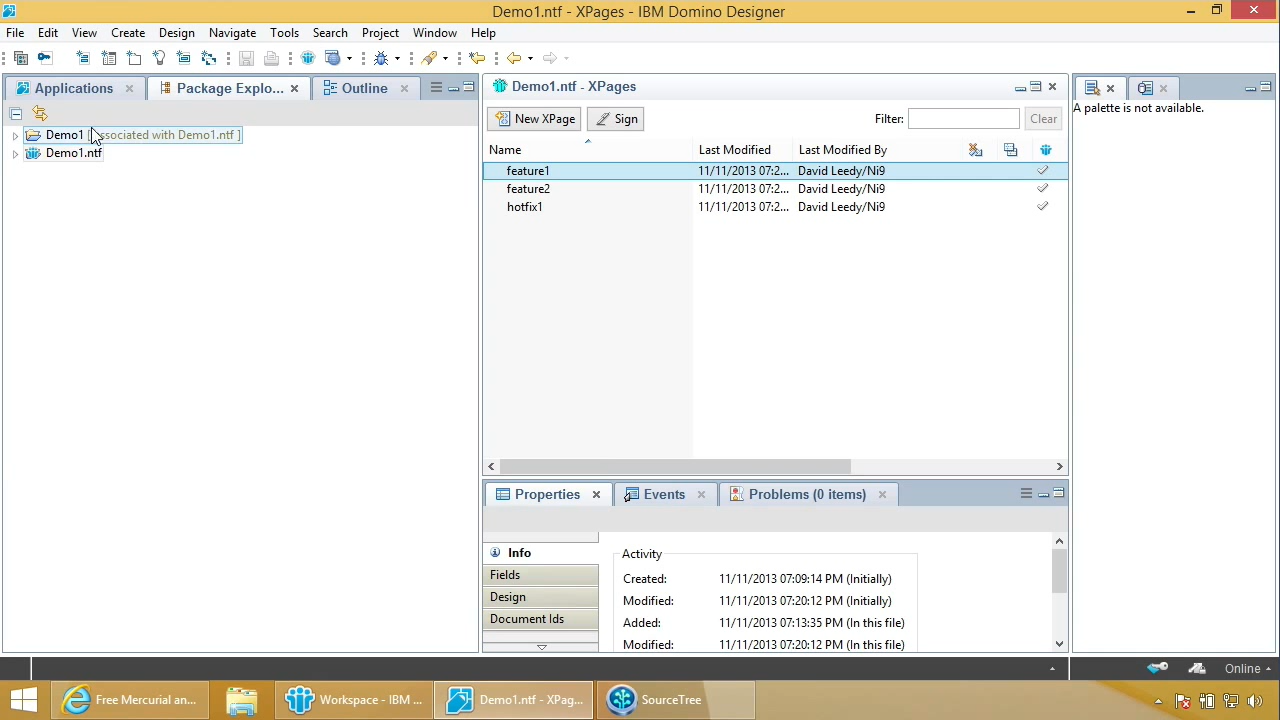 Demo1.ntf - XPages - IBM Domino Designer
File Edit View Create Design Navigate Tools Search Project Window Help
Applications Package Explo... Outline
Demo1 [ associated with Demo1.ntf ]
Demo1.ntf
Demo1.ntf - XPages
New XPage Sign Filter: Clear
Name Last Modified Last Modified By
feature1 11/11/2013 07:2... David Leedy/Ni9
feature2 11/11/2013 07:2... David Leedy/Ni9
hotfix1 11/11/2013 07:2... David Leedy/Ni9
A palette is not available.
Properties Events Problems (0 items)
Info
Fields
Design
Document Ids
Activity
Created: 11/11/2013 07:09:14 PM (Initially)
Modified: 11/11/2013 07:20:12 PM (Initially)
Added: 11/11/2013 07:13:35 PM (In this file)
Modified: 11/11/2013 07:20:12 PM (In this file)
Online
Free Mercurial an... Workspace - IBM ... Demo1.ntf - XPag... SourceTree